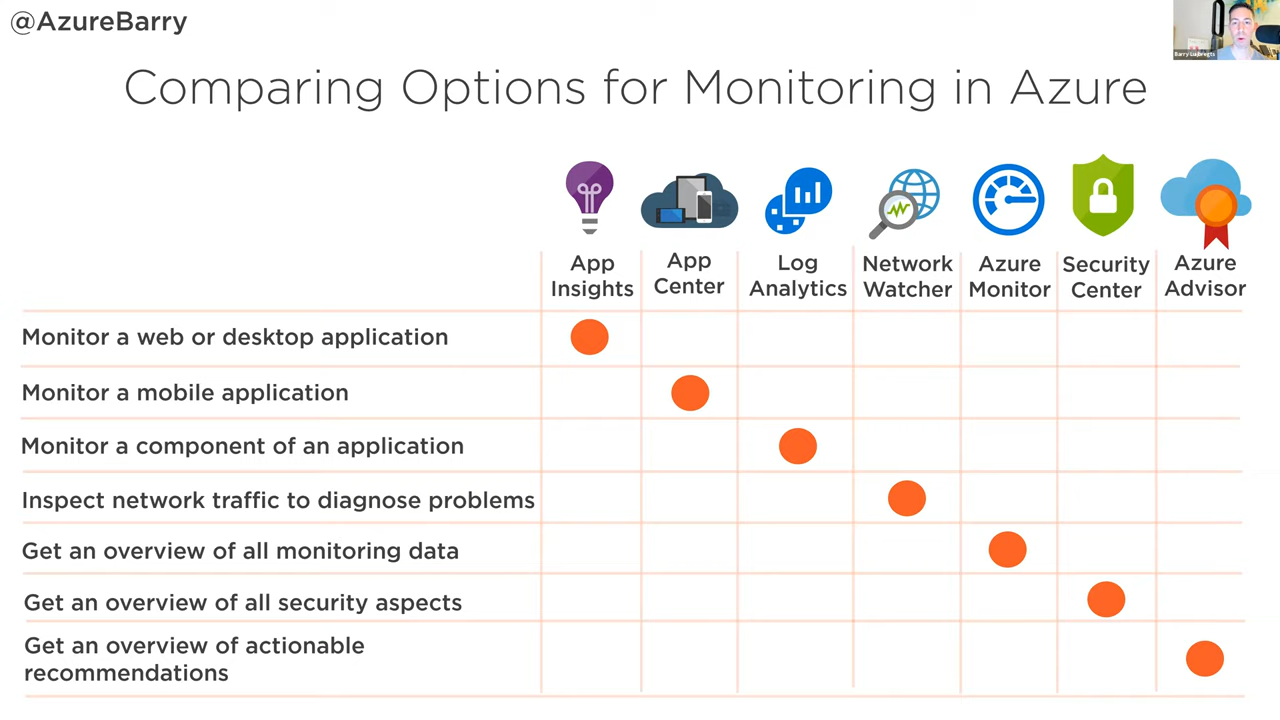 @AzureBarry
Barry Luijbregts
Comparing Options for Monitoring in Azure
App
Insights
App
Center
Log
Analytics
Network
Watcher
Azure
Monitor
Security
Center
Azure
Advisor
Monitor a web or desktop application
Monitor a mobile application
Monitor a component of an application
Inspect network traffic to diagnose problems
Get an overview of all monitoring data
Get an overview of all security aspects
Get an overview of actionable
recommendations